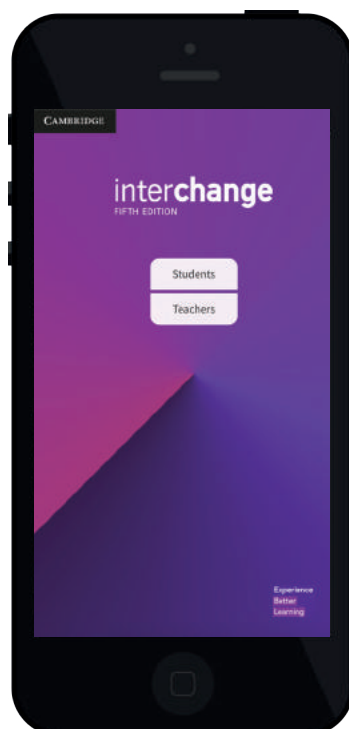 CAMBRIDGE
interchange
FIFTH EDITION
Students
Teachers
Experience
Better
Learning